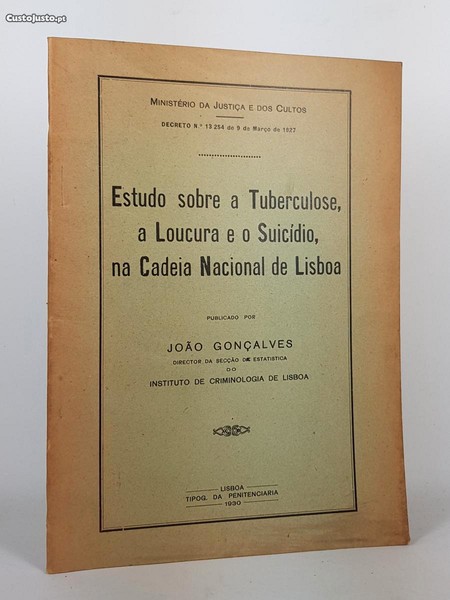 CustoJusto.pt
MINISTÉRIO DA JUSTIÇA E DOS CULTOS
DECRETO N.º 13 254 de 9 de Março de 1927
Estudo sobre a Tuberculose,
a Loucura e o Suicídio,
na Cadeia Nacional de Lisboa
PUBLICADO POR
JOÃO GONÇALVES
DIRECTOR DA SECÇÃO DE ESTATISTICA
DO
INSTITUTO DE CRIMINOLOGIA DE LISBOA
LISBOA
TIPOG. DA PENITENCIARIA
1930